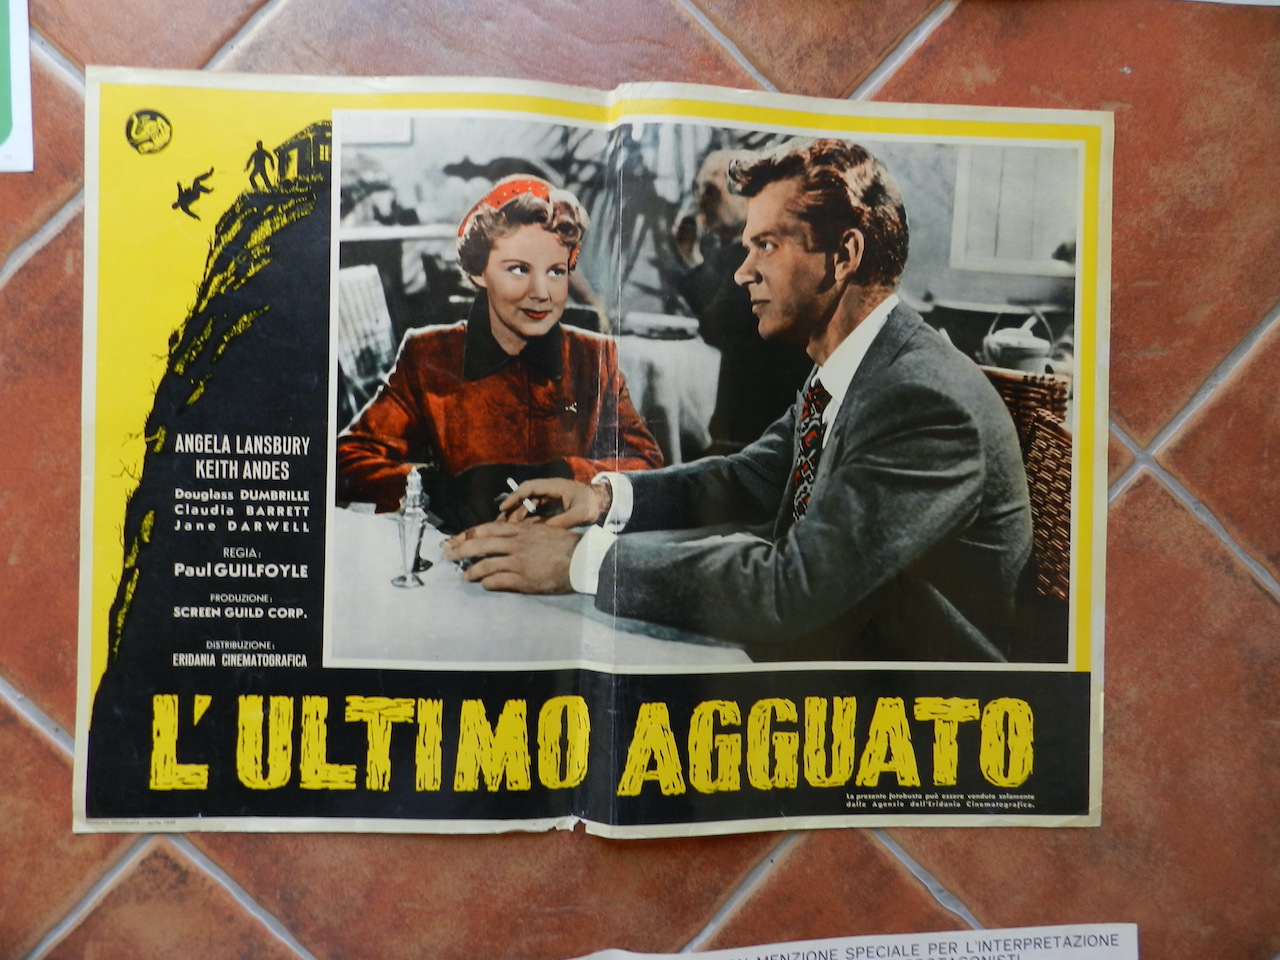 ANGELA LANSBURY
KEITH ANDES
Douglass DUMBRILLE
Claudia BARRETT
Jane DARWELL
REGIA:
Paul GUILFOYLE
PRODUZIONE:
SCREEN GUILD CORP.
DISTRIBUZIONE:
ERIDANIA CINEMATOGRAFICA
L'ULTIMO AGGUATO
La presente fotobusta può essere venduta solamente
dalle Agenzie dell'Eridania Cinematografica.
MENZIONE SPECIALE PER L'INTERPRETAZIONE